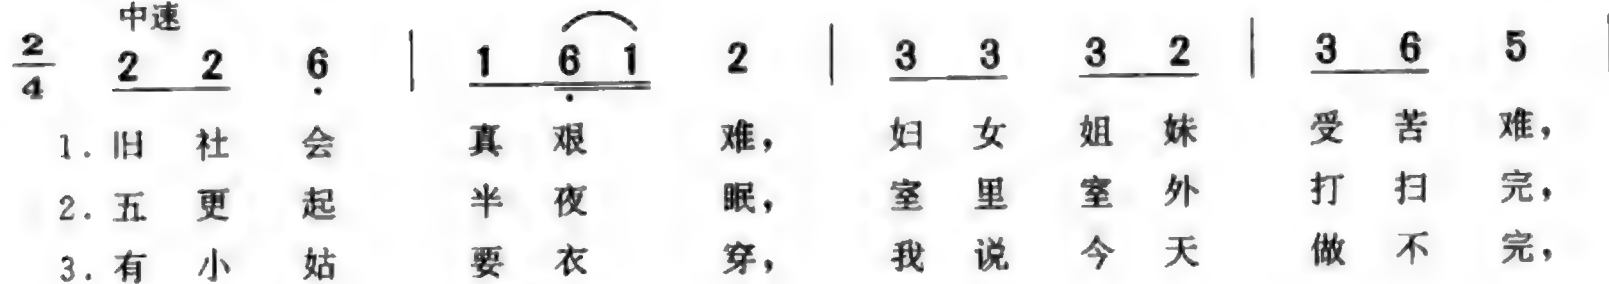 中速
2/4 2 2 6̣ | 1 6̣ 1 2 | 3 3 3 2 | 3 6 5 |
1. 旧 社 会 真 艰 难, 妇 女 姐 妹 受 苦 难,
2. 五 更 起 半 夜 眠, 室 里 室 外 打 扫 完,
3. 有 小 姑 要 衣 穿, 我 说 今 天 做 不 完,